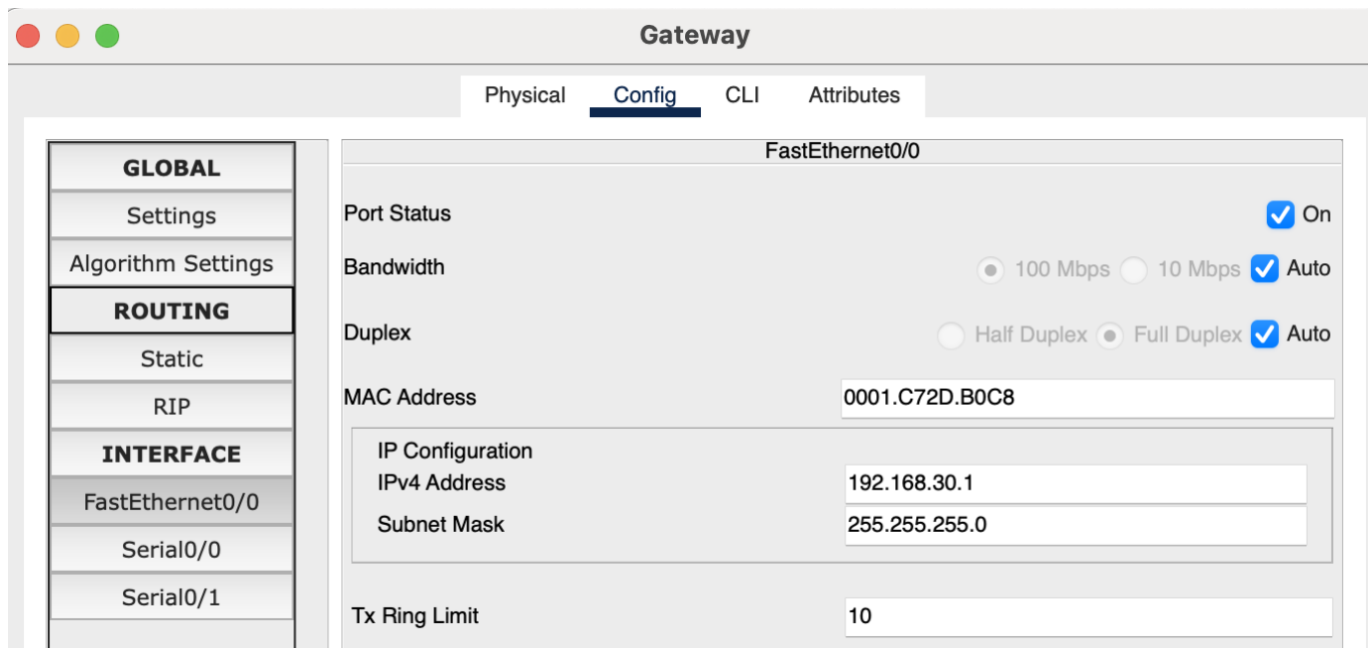 Gateway
Physical Config CLI Attributes
GLOBAL
Settings
Algorithm Settings
ROUTING
Static
RIP
INTERFACE
FastEthernet0/0
Serial0/0
Serial0/1
FastEthernet0/0
Port Status On
Bandwidth 100 Mbps 10 Mbps Auto
Duplex Half Duplex Full Duplex Auto
MAC Address 0001.C72D.B0C8
IP Configuration
IPv4 Address 192.168.30.1
Subnet Mask 255.255.255.0
Tx Ring Limit 10